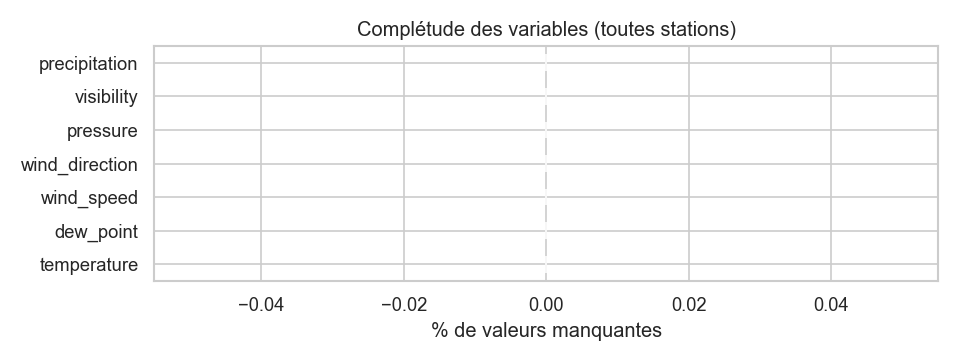 Complétude des variables (toutes stations)
precipitation
visibility
pressure
wind_direction
wind_speed
dew_point
temperature
−0.04 −0.02 0.00 0.02 0.04
% de valeurs manquantes